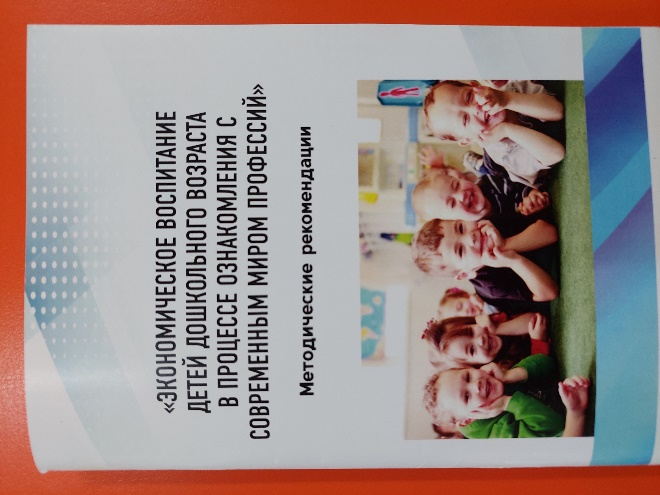 «ЭКОНОМИЧЕСКОЕ ВОСПИТАНИЕ
ДЕТЕЙ ДОШКОЛЬНОГО ВОЗРАСТА
В ПРОЦЕССЕ ОЗНАКОМЛЕНИЯ С
СОВРЕМЕННЫМ МИРОМ ПРОФЕССИЙ»
Методические рекомендации